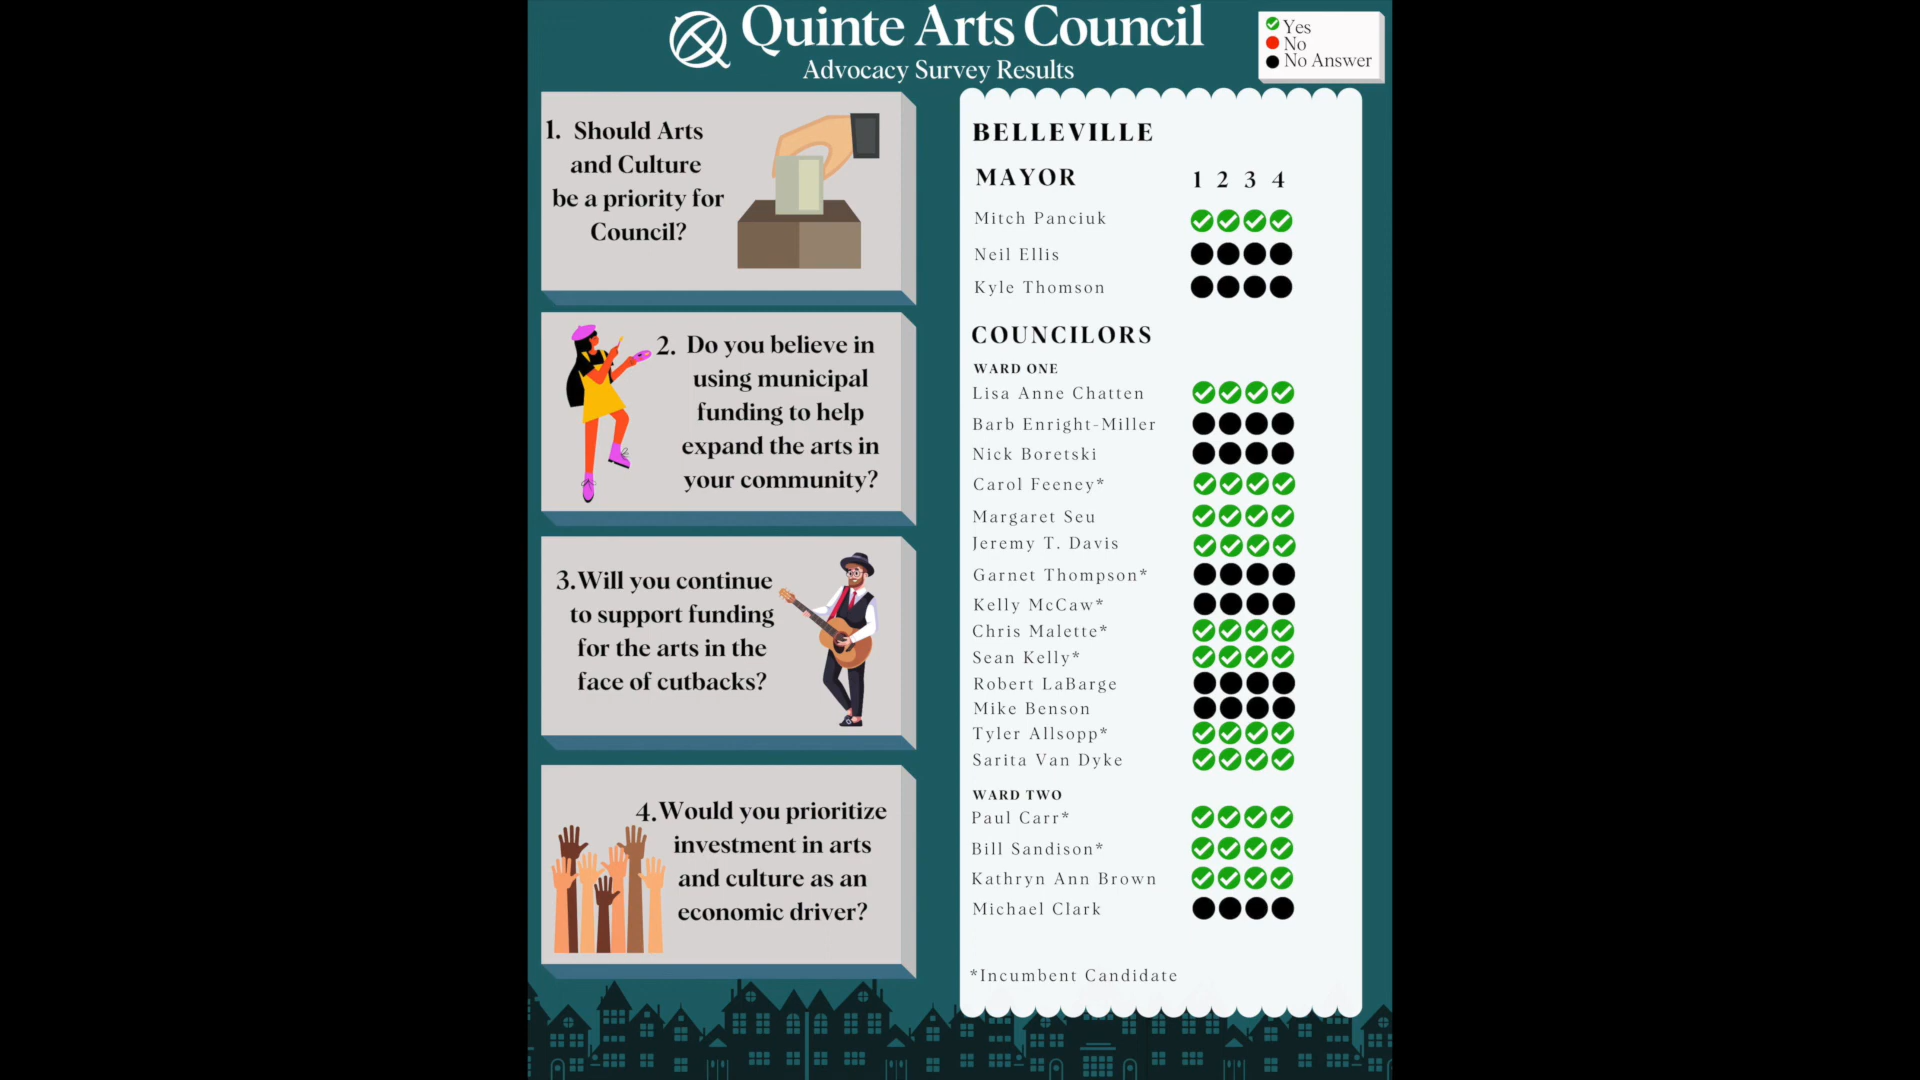 Quinte Arts Council
Advocacy Survey Results
Yes
No
No Answer
1. Should Arts
and Culture
be a priority for
Council?
2. Do you believe in
using municipal
funding to help
expand the arts in
your community?
3.Will you continue
to support funding
for the arts in the
face of cutbacks?
4.Would you prioritize
investment in arts
and culture as an
economic driver?
BELLEVILLE
MAYOR 1 2 3 4
Mitch Panciuk
Neil Ellis
Kyle Thomson
COUNCILORS
WARD ONE
Lisa Anne Chatten
Barb Enright-Miller
Nick Boretski
Carol Feeney*
Margaret Seu
Jeremy T. Davis
Garnet Thompson*
Kelly McCaw*
Chris Malette*
Sean Kelly*
Robert LaBarge
Mike Benson
Tyler Allsopp*
Sarita Van Dyke
WARD TWO
Paul Carr*
Bill Sandison*
Kathryn Ann Brown
Michael Clark
*Incumbent Candidate